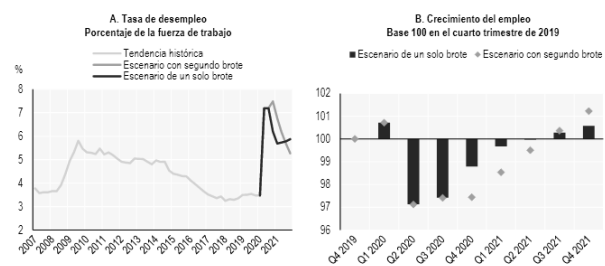 A. Tasa de desempleo
Porcentaje de la fuerza de trabajo
Tendencia histórica
Escenario con segundo brote
Escenario de un solo brote
%
8
7
6
5
4
3
2
2007 2008 2009 2010 2011 2012 2013 2014 2015 2016 2017 2018 2019 2020 2021
B. Crecimiento del empleo
Base 100 en el cuarto trimestre de 2019
Escenario de un solo brote Escenario con segundo brote
102
101
100
99
98
97
96
Q4 2019 Q1 2020 Q2 2020 Q3 2020 Q4 2020 Q1 2021 Q2 2021 Q3 2021 Q4 2021